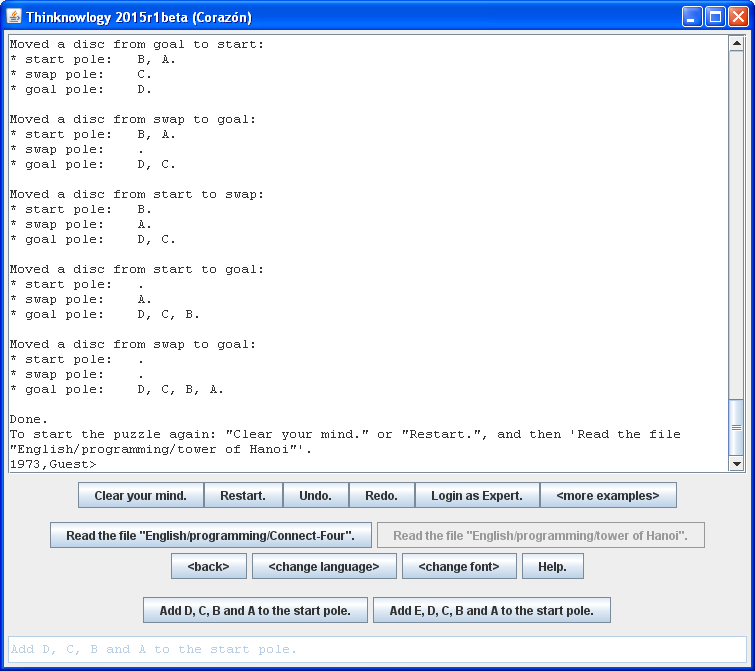 Thinknowlogy 2015r1beta (Corazón)
Moved a disc from goal to start:
* start pole:   B, A.
* swap pole:    C.
* goal pole:    D.
Moved a disc from swap to goal:
* start pole:   B, A.
* swap pole:    .
* goal pole:    D, C.
Moved a disc from start to swap:
* start pole:   B.
* swap pole:    A.
* goal pole:    D, C.
Moved a disc from start to goal:
* start pole:   .
* swap pole:    A.
* goal pole:    D, C, B.
Moved a disc from swap to goal:
* start pole:   .
* swap pole:    .
* goal pole:    D, C, B, A.
Done.
To start the puzzle again: "Clear your mind." or "Restart.", and then 'Read the file
"English/programming/tower of Hanoi"'.
1973,Guest>
Clear your mind. Restart. Undo. Redo. Login as Expert. <more examples>
Read the file "English/programming/Connect-Four". Read the file "English/programming/tower of Hanoi".
<back> <change language> <change font> Help.
Add D, C, B and A to the start pole. Add E, D, C, B and A to the start pole.
Add D, C, B and A to the start pole.